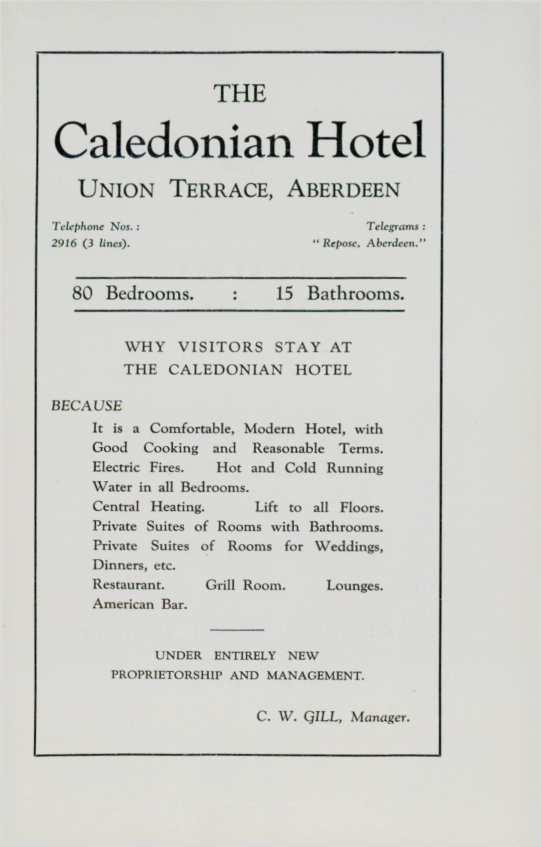 THE
Caledonian Hotel
UNION TERRACE, ABERDEEN
Telephone Nos. : Telegrams :
2916 (3 lines). " Repose, Aberdeen."
80 Bedrooms. : 15 Bathrooms.
WHY VISITORS STAY AT
THE CALEDONIAN HOTEL
BECAUSE
It is a Comfortable, Modern Hotel, with
Good Cooking and Reasonable Terms.
Electric Fires. Hot and Cold Running
Water in all Bedrooms.
Central Heating. Lift to all Floors.
Private Suites of Rooms with Bathrooms.
Private Suites of Rooms for Weddings,
Dinners, etc.
Restaurant. Grill Room. Lounges.
American Bar.
UNDER ENTIRELY NEW
PROPRIETORSHIP AND MANAGEMENT.
C. W. GILL, Manager.